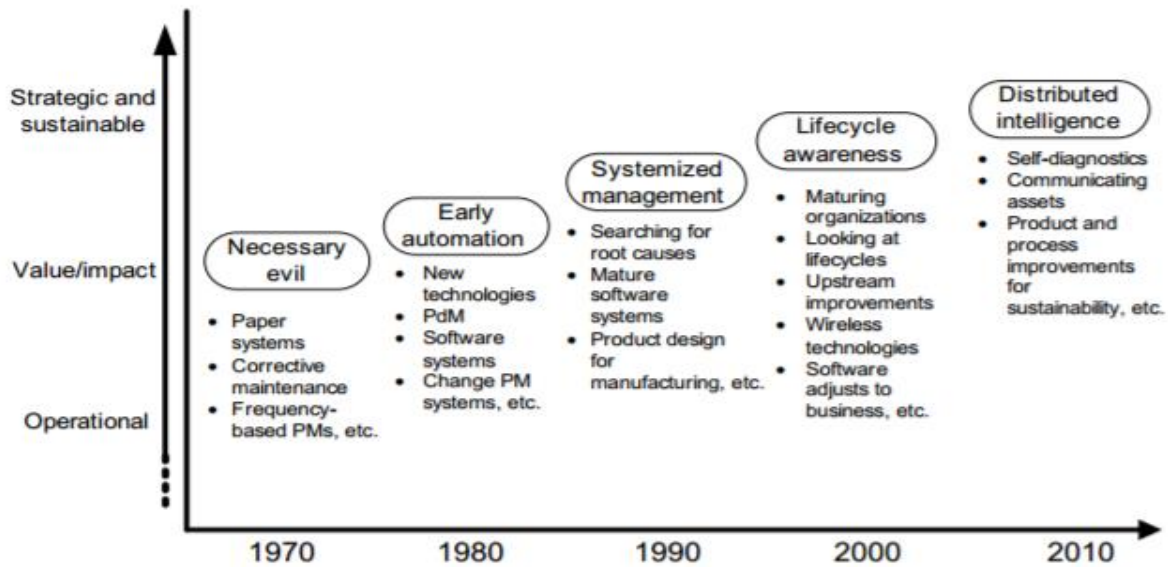 Strategic and
sustainable
Value/impact
Operational
Necessary
evil
• Paper
systems
• Corrective
maintenance
• Frequency-
based PMs, etc.
Early
automation
• New
technologies
• PdM
• Software
systems
• Change PM
systems, etc.
Systemized
management
• Searching for
root causes
• Mature
software
systems
• Product design
for
manufacturing, etc.
Lifecycle
awareness
• Maturing
organizations
• Looking at
lifecycles
• Upstream
improvements
• Wireless
technologies
• Software
adjusts to
business, etc.
Distributed
intelligence
• Self-diagnostics
• Communicating
assets
• Product and
process
improvements
for
sustainability, etc.
1970
1980
1990
2000
2010